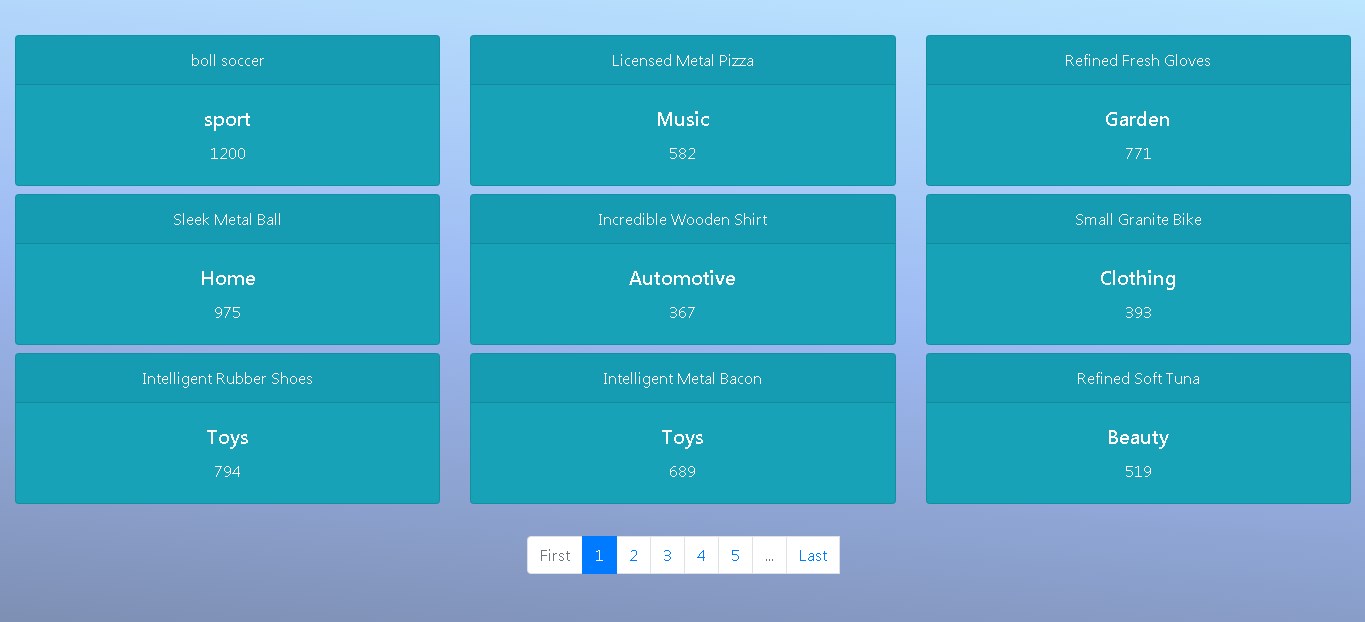 boll soccer
sport
1200
Licensed Metal Pizza
Music
582
Refined Fresh Gloves
Garden
771
Sleek Metal Ball
Home
975
Incredible Wooden Shirt
Automotive
367
Small Granite Bike
Clothing
393
Intelligent Rubber Shoes
Toys
794
Intelligent Metal Bacon
Toys
689
Refined Soft Tuna
Beauty
519
First 1 2 3 4 5 ... Last